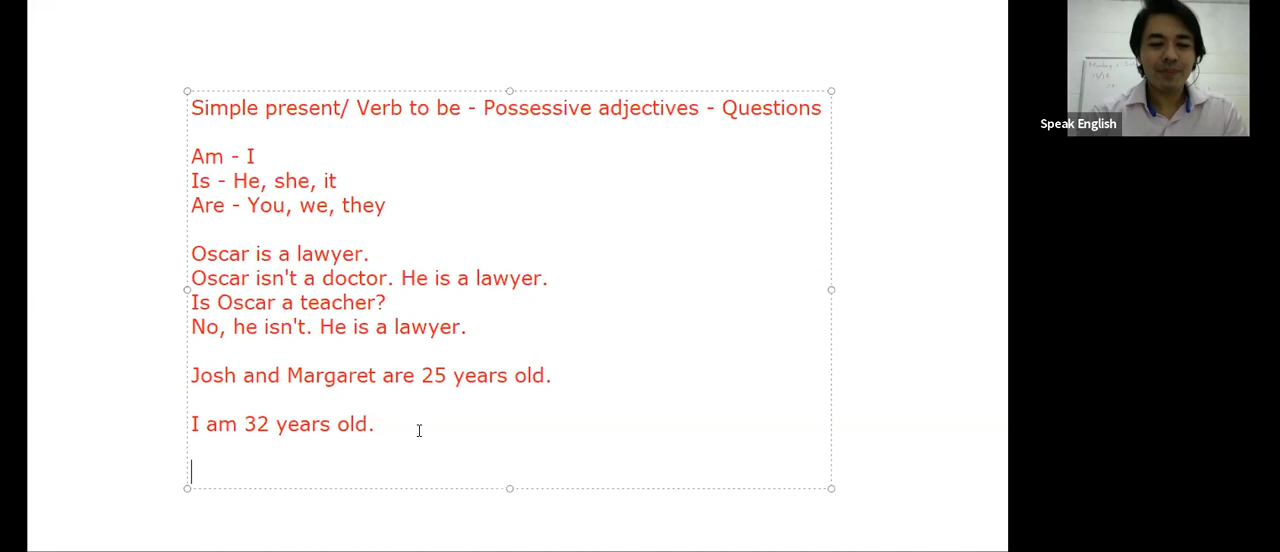 Simple present/ Verb to be - Possessive adjectives - Questions
Am - I
Is - He, she, it
Are - You, we, they
Oscar is a lawyer.
Oscar isn't a doctor. He is a lawyer.
Is Oscar a teacher?
No, he isn't. He is a lawyer.
Josh and Margaret are 25 years old.
I am 32 years old.
Speak English